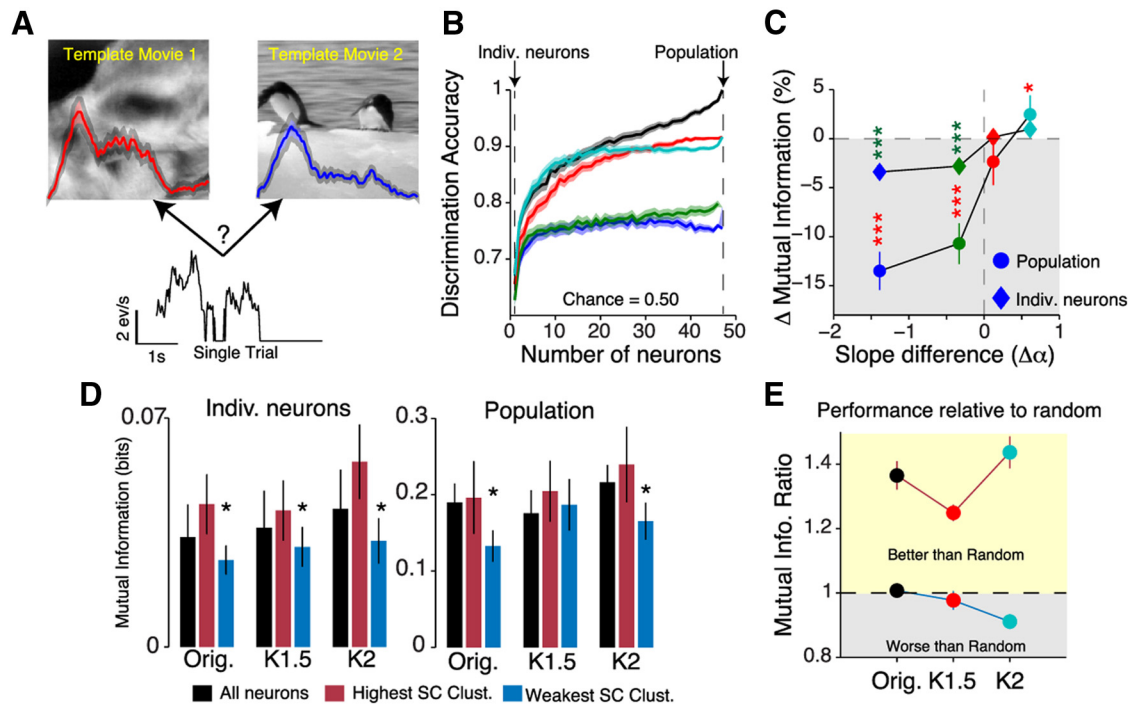 A
Template Movie 1
Template Movie 2
?
2 ev/s
1s
Single Trial
B
Indiv. neurons
Population
Discrimination Accuracy
1
0.9
0.8
0.7
Chance = 0.50
0
10
20
30
40
50
Number of neurons
C
Δ Mutual Information (%)
5
0
−5
−10
−15
***
***
***
***
*
Population
Indiv. neurons
−2
−1
0
1
Slope difference (Δα)
D
Indiv. neurons
Mutual Information (bits)
0.07
0
*
*
*
Orig.
K1.5
K2
Population
0.3
0.2
0.1
0
*
*
Orig.
K1.5
K2
All neurons
Highest SC Clust.
Weakest SC Clust.
E
Performance relative to random
Mutual Info. Ratio
1.4
1.2
1
0.8
Better than Random
Worse than Random
Orig.
K1.5
K2